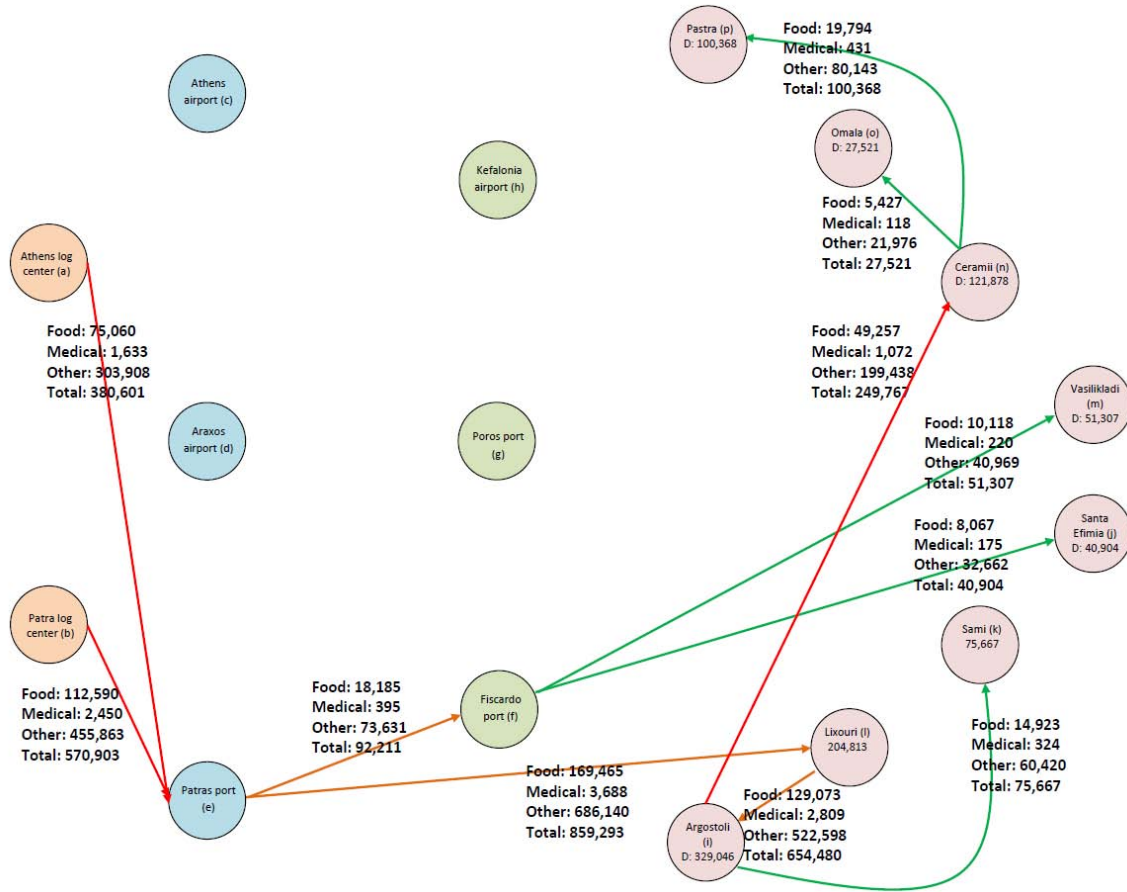 Pastra (p)
D: 100,368
Food: 19,794
Medical: 431
Other: 80,143
Total: 100,368
Athens
airport (c)
Omala (o)
D: 27,521
Kefalonia
airport (h)
Food: 5,427
Medical: 118
Other: 21,976
Total: 27,521
Athens log
center (a)
Ceramii (n)
D: 121,878
Food: 75,060
Medical: 1,633
Other: 303,908
Total: 380,601
Food: 49,257
Medical: 1,072
Other: 199,438
Total: 249,767
Vasilikladi
(m)
D: 51,307
Araxos
airport (d)
Poros port
(g)
Food: 10,118
Medical: 220
Other: 40,969
Total: 51,307
Santa
Efimia (j)
D: 40,904
Food: 8,067
Medical: 175
Other: 32,662
Total: 40,904
Patra log
center (b)
Sami (k)
75,667
Food: 112,590
Medical: 2,450
Other: 455,863
Total: 570,903
Food: 18,185
Medical: 395
Other: 73,631
Total: 92,211
Fiscardo
port (f)
Lixouri (l)
204,813
Food: 14,923
Medical: 324
Other: 60,420
Total: 75,667
Patras port
(e)
Food: 169,465
Medical: 3,688
Other: 686,140
Total: 859,293
Food: 129,073
Medical: 2,809
Other: 522,598
Total: 654,480
Argostoli
(i)
D: 329,046